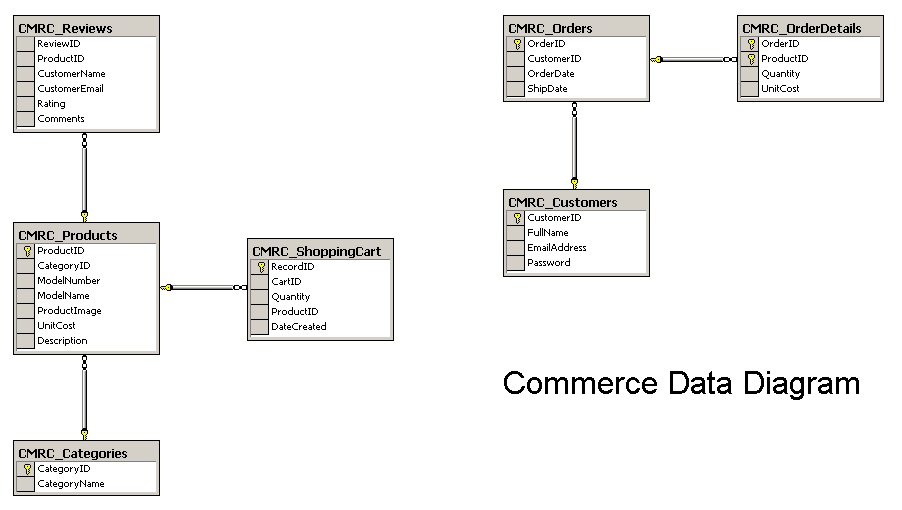 CMRC_Reviews
ReviewID
ProductID
CustomerName
CustomerEmail
Rating
Comments
CMRC_Products
ProductID
CategoryID
ModelNumber
ModelName
ProductImage
UnitCost
Description
CMRC_Categories
CategoryID
CategoryName
CMRC_ShoppingCart
RecordID
CartID
Quantity
ProductID
DateCreated
CMRC_Orders
OrderID
CustomerID
OrderDate
ShipDate
CMRC_OrderDetails
OrderID
ProductID
Quantity
UnitCost
CMRC_Customers
CustomerID
FullName
EmailAddress
Password
Commerce Data Diagram